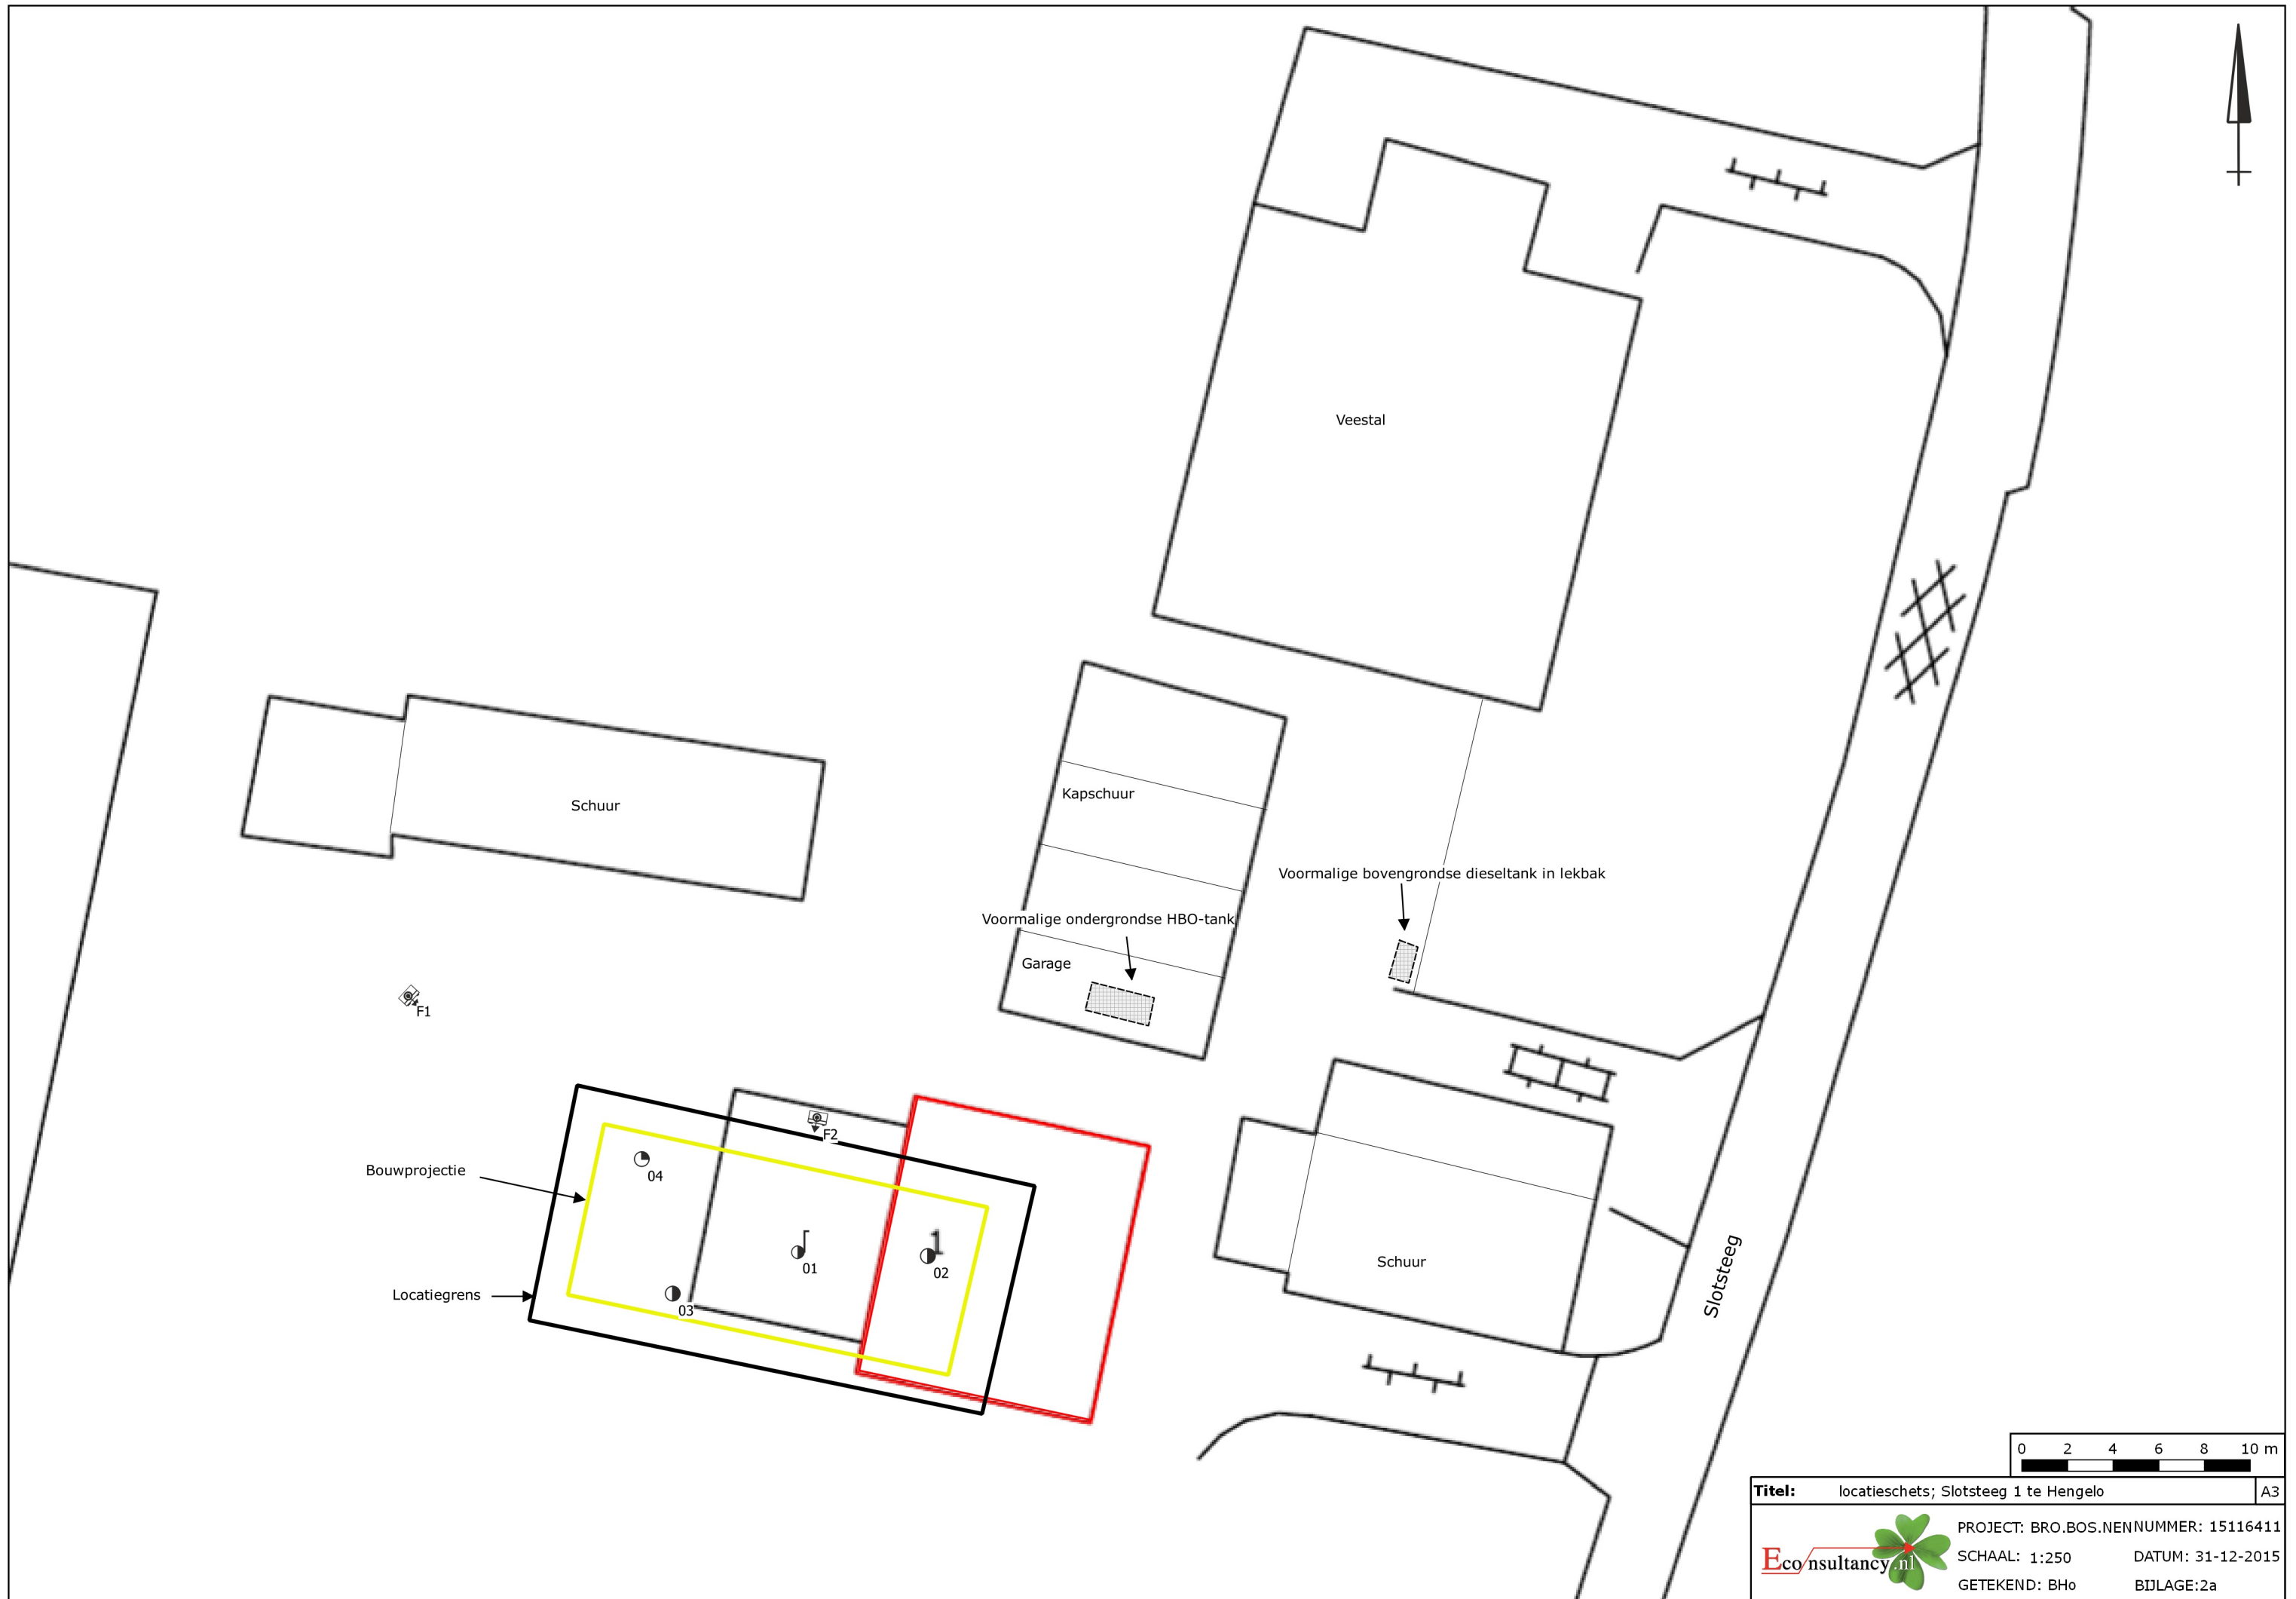 Veestal
Schuur
Kapschuur
Voormalige bovengrondse dieseltank in lekbak
Voormalige ondergrondse HBO-tank
Garage
F1
F2
Bouwprojectie
04
1
01
02
Locatiegrens
03
Schuur
Slotsteeg
0 2 4 6 8 10 m
Titel: locatieschets; Slotsteeg 1 te Hengelo A3
Econsultancy.nl
PROJECT: BRO.BOS.NEN NUMMER: 15116411
SCHAAL: 1:250 DATUM: 31-12-2015
GETEKEND: BHo BIJLAGE:2a